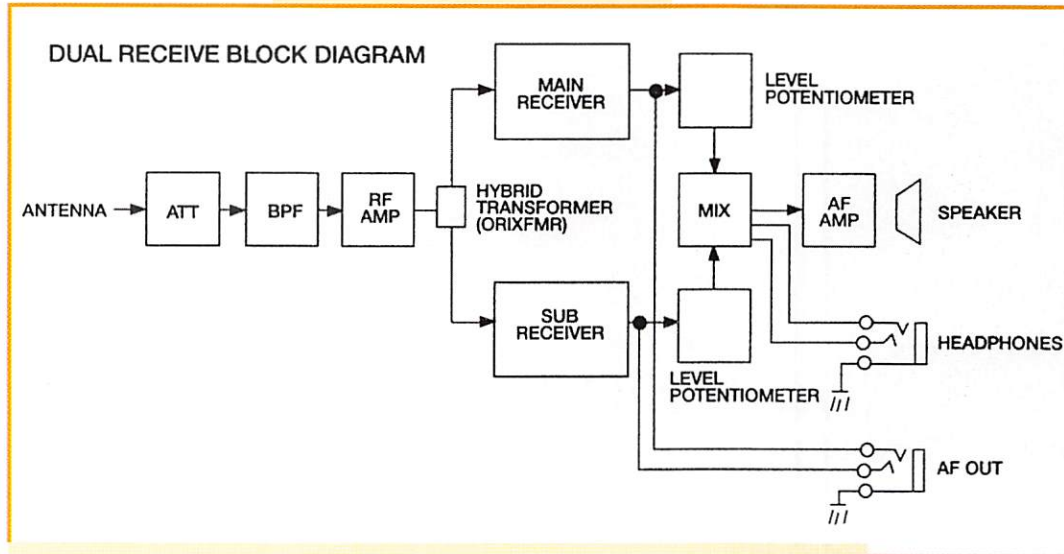 DUAL RECEIVE BLOCK DIAGRAM
MAIN
RECEIVER
LEVEL
POTENTIOMETER
ANTENNA
ATT
BPF
RF
AMP
HYBRID
TRANSFORMER
(ORIXFMR)
MIX
AF
AMP
SPEAKER
SUB
RECEIVER
LEVEL
POTENTIOMETER
HEADPHONES
AF OUT